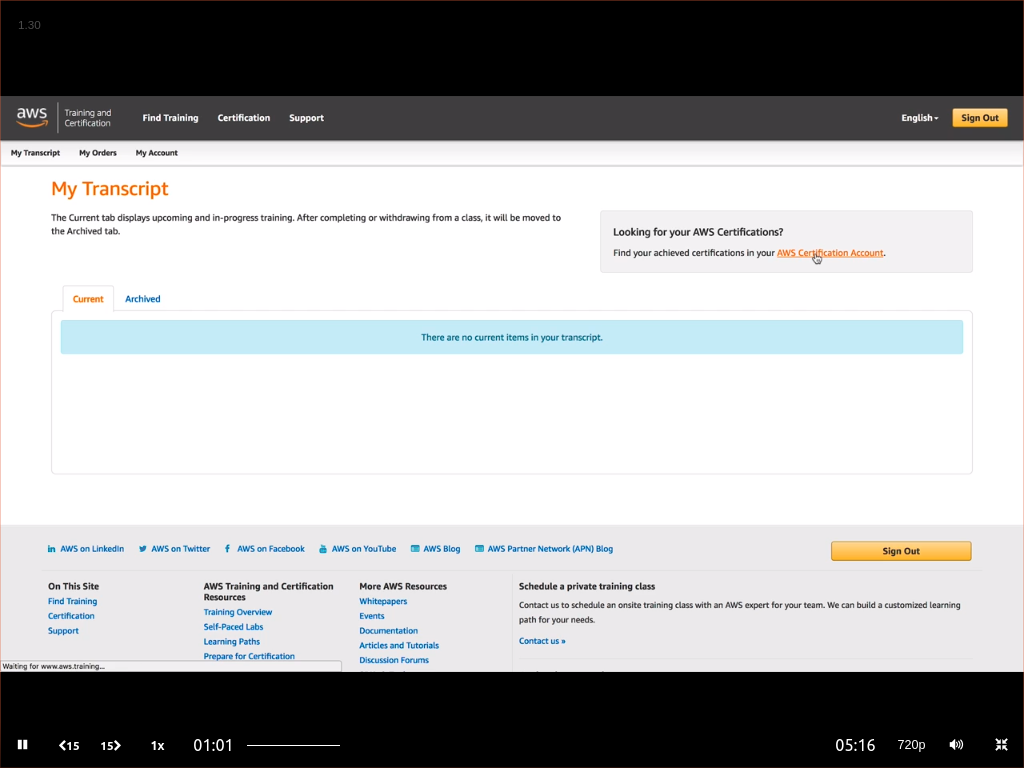 1.30
aws Training and Certification
Find Training
Certification
Support
English
Sign Out
My Transcript
My Orders
My Account
My Transcript
The Current tab displays upcoming and in-progress training. After completing or withdrawing from a class, it will be moved to
the Archived tab.
Looking for your AWS Certifications?
Find your achieved certifications in your AWS Certification Account.
Current
Archived
There are no current items in your transcript.
in AWS on LinkedIn
AWS on Twitter
f AWS on Facebook
AWS on YouTube
AWS Blog
AWS Partner Network (APN) Blog
Sign Out
On This Site
Find Training
Certification
Support
AWS Training and Certification
Resources
Training Overview
Self-Paced Labs
Learning Paths
Prepare for Certification
More AWS Resources
Whitepapers
Events
Documentation
Articles and Tutorials
Discussion Forums
Schedule a private training class
Contact us to schedule an onsite training class with an AWS expert for your team. We can build a customized learning
path for your needs.
Contact us »
Waiting for www.aws.training...
15
15
1x
01:01
05:16
720p